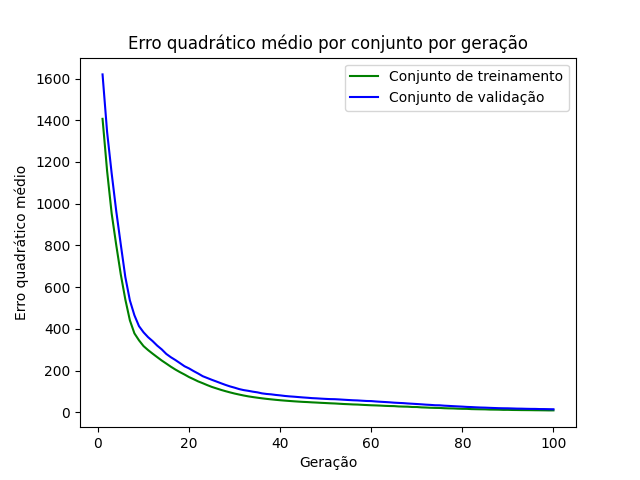 Erro quadrático médio por conjunto por geração
Conjunto de treinamento
Conjunto de validação
Erro quadrático médio
1600
1400
1200
1000
800
600
400
200
0
0 20 40 60 80 100
Geração